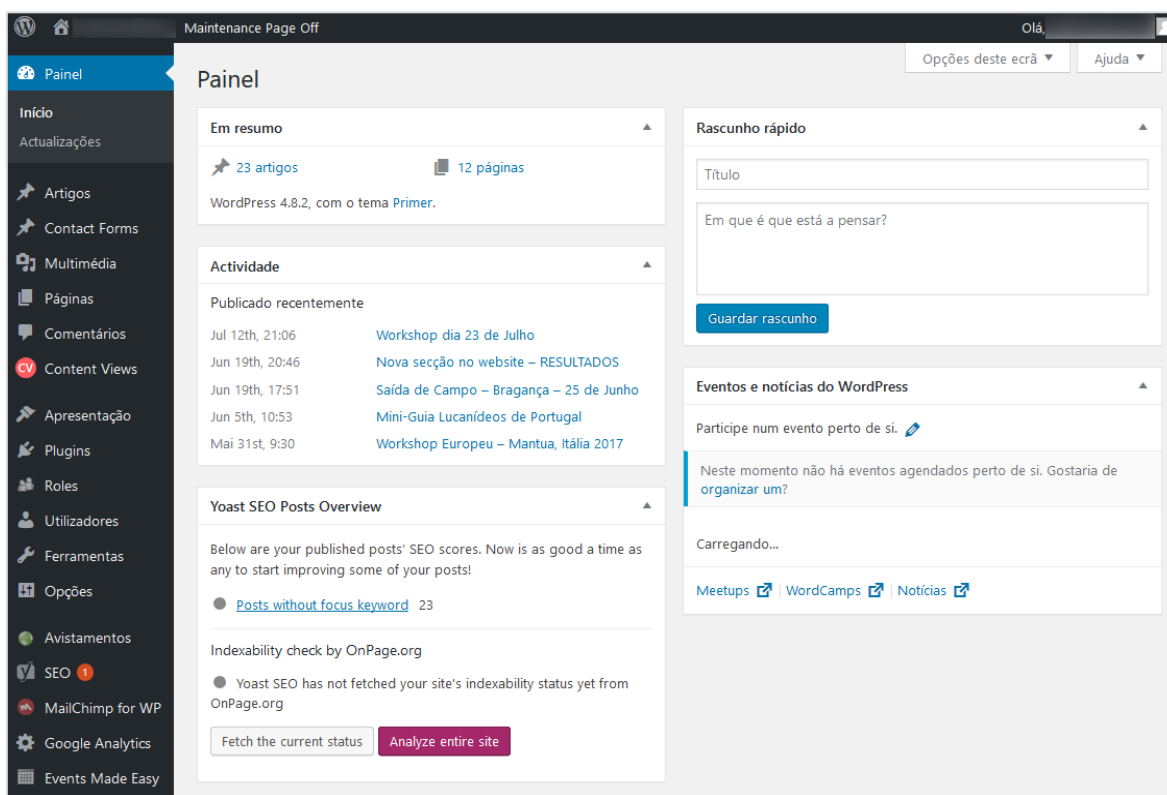 Maintenance Page Off
Olá,
Opções deste ecrã
Ajuda
Painel
Início
Actualizações
Artigos
Contact Forms
Multimédia
Páginas
Comentários
CV Content Views
Apresentação
Plugins
Roles
Utilizadores
Ferramentas
Opções
Avistamentos
SEO 1
MailChimp for WP
Google Analytics
Events Made Easy
Painel
Em resumo
23 artigos
12 páginas
WordPress 4.8.2, com o tema Primer.
Actividade
Publicado recentemente
Jul 12th, 21:06 Workshop dia 23 de Julho
Jun 19th, 20:46 Nova secção no website – RESULTADOS
Jun 19th, 17:51 Saída de Campo – Bragança – 25 de Junho
Jun 5th, 10:53 Mini-Guia Lucanídeos de Portugal
Mai 31st, 9:30 Workshop Europeu – Mantua, Itália 2017
Yoast SEO Posts Overview
Below are your published posts' SEO scores. Now is as good a time as
any to start improving some of your posts!
Posts without focus keyword 23
Indexability check by OnPage.org
Yoast SEO has not fetched your site's indexability status yet from
OnPage.org
Fetch the current status
Analyze entire site
Rascunho rápido
Título
Em que é que está a pensar?
Guardar rascunho
Eventos e notícias do WordPress
Participe num evento perto de si.
Neste momento não há eventos agendados perto de si. Gostaria de
organizar um?
Carregando...
Meetups | WordCamps | Notícias